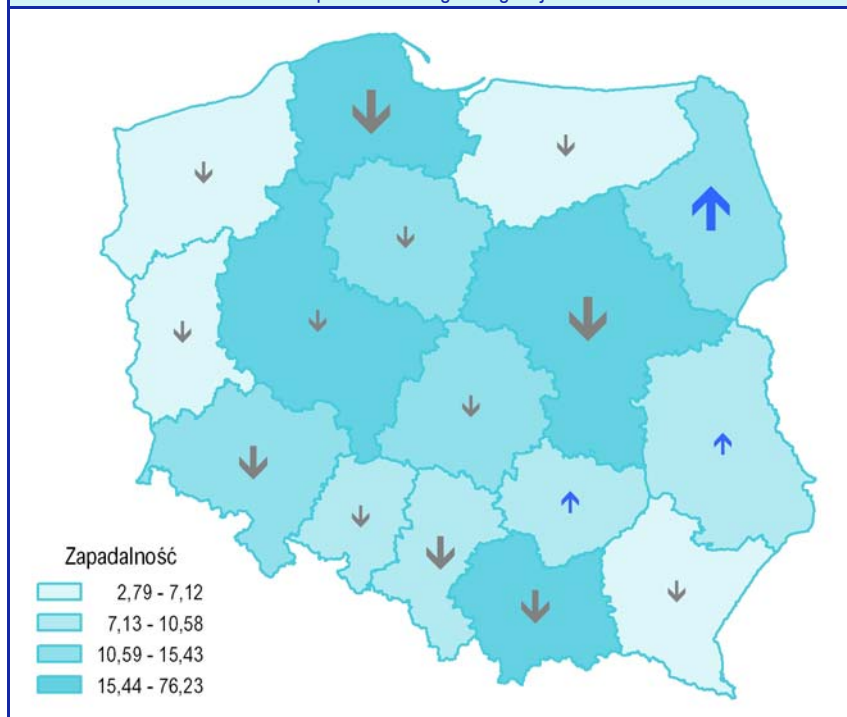 Zapadalność
2,79 - 7,12
7,13 - 10,58
10,59 - 15,43
15,44 - 76,23